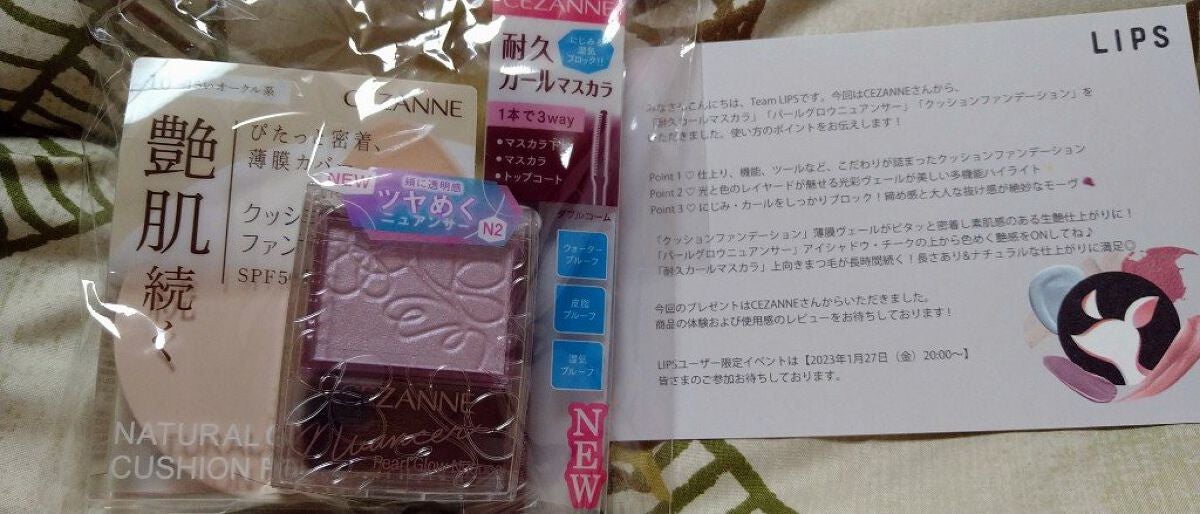 CEZANNE
耐久
カールマスカラ
にじみ
湿気
ブロック!!
1本で3way
•マスカラ下
•マスカラ
•トップコート
ダブルコーム
ウォーター
プルーフ
皮脂
プルーフ
湿気
プルーフ
NEW
オークル系
CEZANNE
艶肌続く
ぴたっと密着、
薄膜カバー
クッシ
ファン
SPF5
NATURAL
CUSHION
NEW
頬に透明感
ツヤめく
ニュアンサー
N2
ZANNE
Nuancer
Pearl Glow
LIPS
みなさんこんにちは、Team LIPSです。今回はCEZANNEさんから、
「耐久カールマスカラ」「パールグロウニュアンサー」「クッションファンデーション」を
いただきました。使い方のポイントをお伝えします！
Point 1♡仕上り、機能、ツールなど、こだわりが詰まったクッションファンデーション
Point 2♡光と色のレイヤードが魅せる光彩ヴェールが美しい多機能ハイライト✨
Point 3♡にじみ・カールをしっかりブロック！締め感と大人な抜け感が絶妙なモーヴ🍠
「クッションファンデーション」薄膜ヴェールがピタッと密着し素肌感のある生艶仕上がりに！
「パールグロウニュアンサー」アイシャドウ・チークの上から色めく艶感をONしてね♪
「耐久カールマスカラ」上向きまつ毛が長時間続く！長さあり&ナチュラルな仕上がりに満足◎
今回のプレゼントはCEZANNEさんからいただきました。
商品の体験および使用感のレビューをお待ちしております！
LIPSユーザー限定イベントは【2023年1月27日（金）20:00〜】
皆さまのご参加お待ちしております。